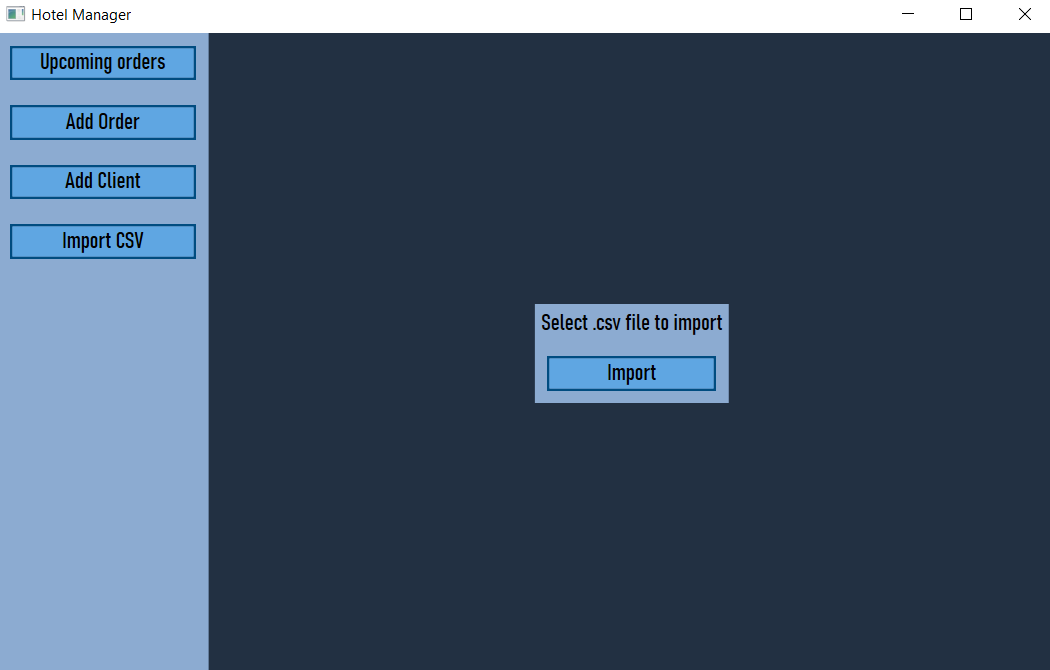 Hotel Manager
Upcoming orders
Add Order
Add Client
Import CSV
Select .csv file to import
Import